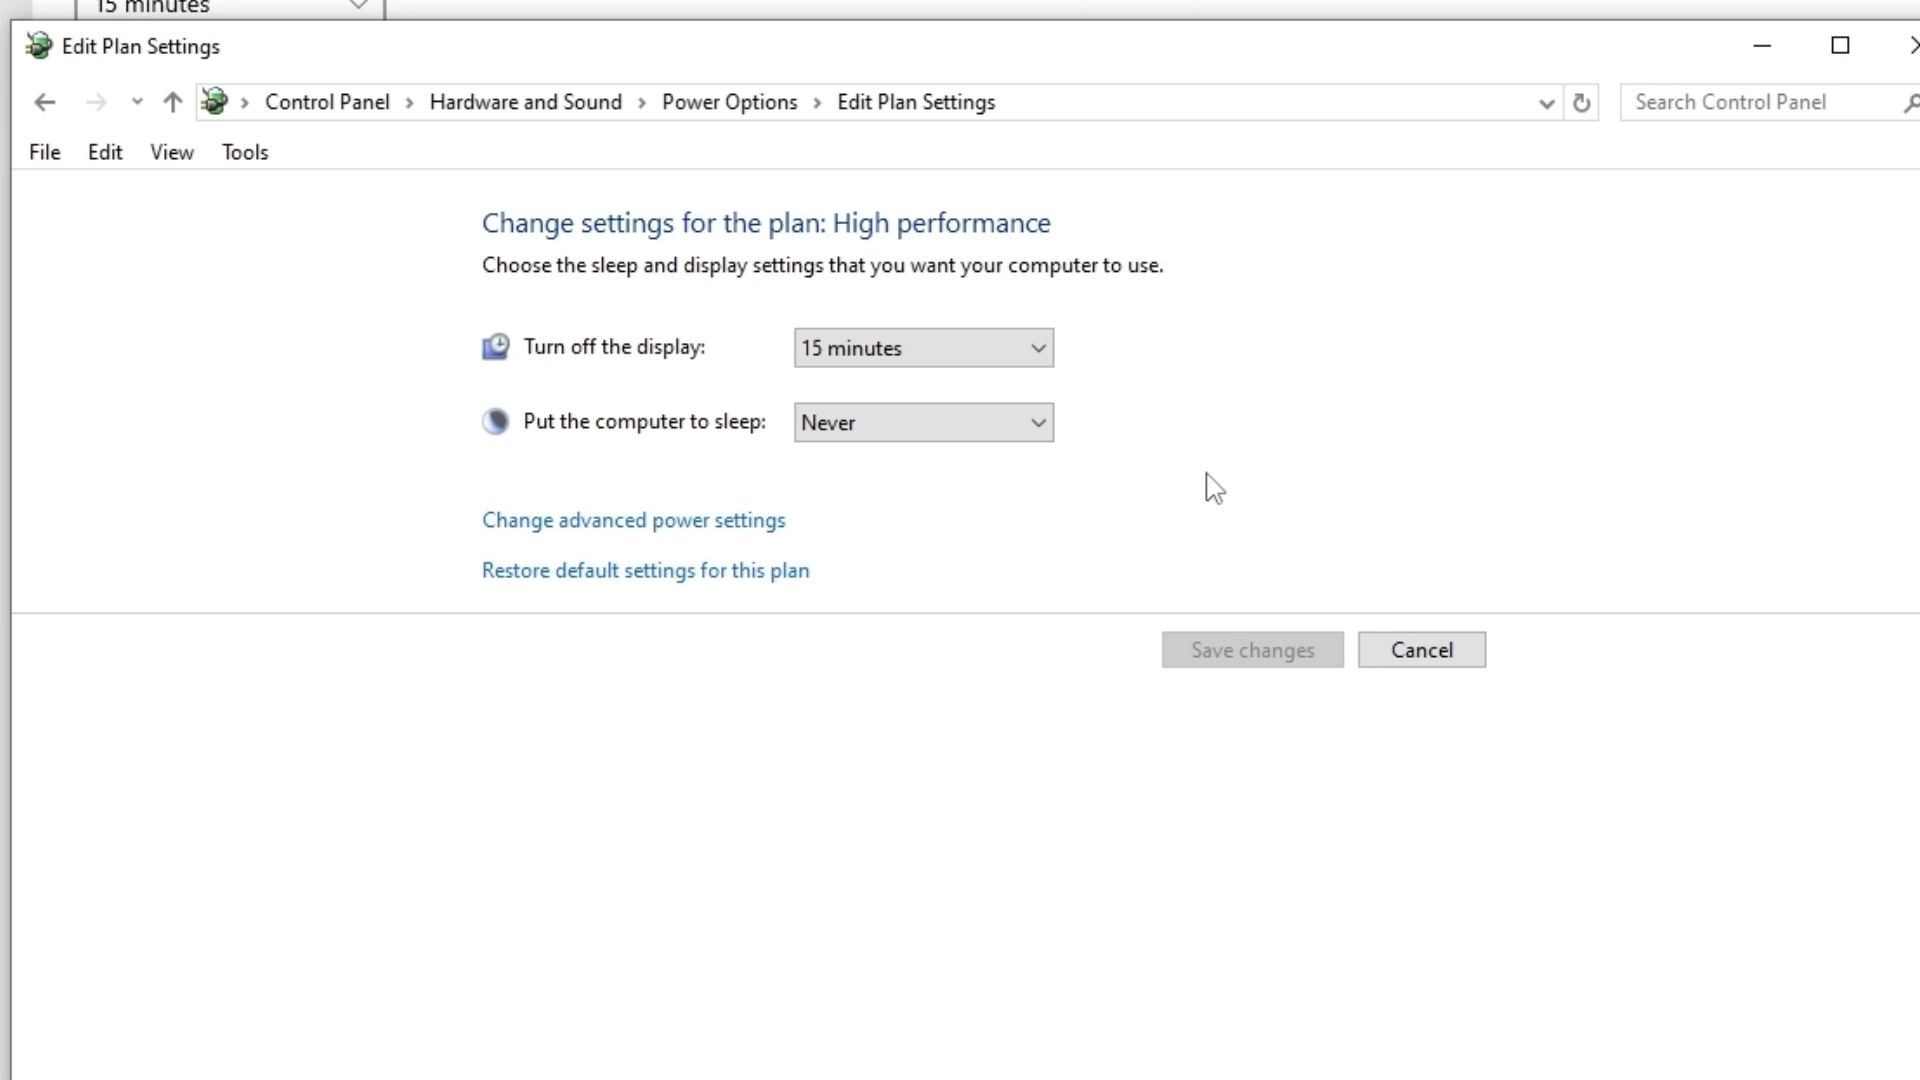 15 minutes
Edit Plan Settings
Control Panel › Hardware and Sound › Power Options › Edit Plan Settings
Search Control Panel
File Edit View Tools
Change settings for the plan: High performance
Choose the sleep and display settings that you want your computer to use.
Turn off the display: 15 minutes
Put the computer to sleep: Never
Change advanced power settings
Restore default settings for this plan
Save changes Cancel